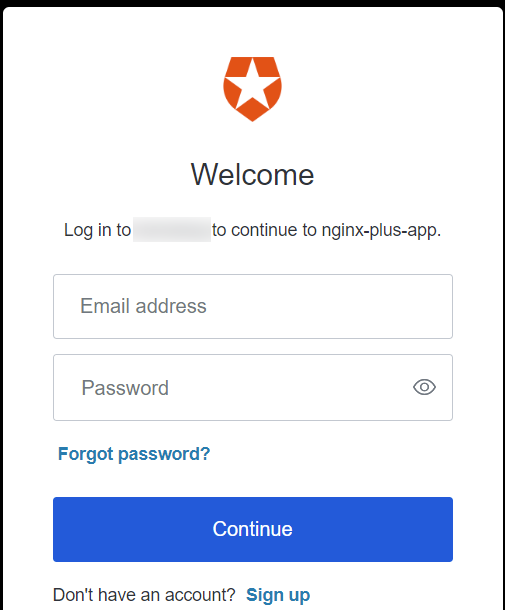 Welcome
Log in to to continue to nginx-plus-app.
Email address
Password
Forgot password?
Continue
Don't have an account? Sign up